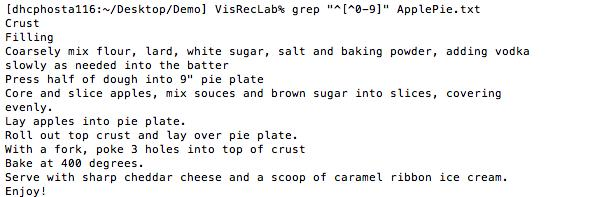 [dhcphosta116:~/Desktop/Demo] VisRecLab% grep "^[^0-9]" ApplePie.txt
Crust
Filling
Coarsely mix flour, lard, white sugar, salt and baking powder, adding vodka
slowly as needed into the batter
Press half of dough into 9" pie plate
Core and slice apples, mix souces and brown sugar into slices, covering
evenly.
Lay apples into pie plate.
Roll out top crust and lay over pie plate.
With a fork, poke 3 holes into top of crust
Bake at 400 degrees.
Serve with sharp cheddar cheese and a scoop of caramel ribbon ice cream.
Enjoy!